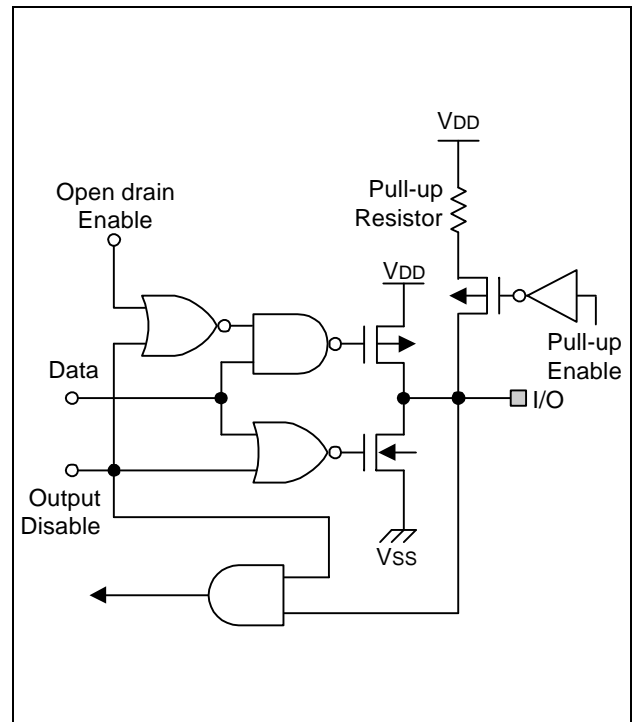 VDD
Pull-up
Resistor
Open drain
Enable
VDD
Pull-up
Enable
Data
I/O
Output
Disable
VSS